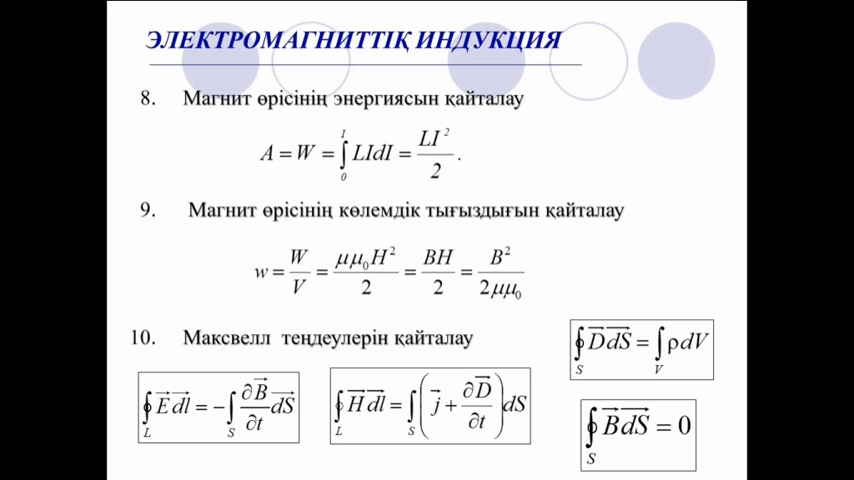 ЭЛЕКТРОМАГНИТТІҚ ИНДУКЦИЯ
8. Магнит өрісінің энергиясын қайталау
A = W = ∫₀ᴵ LIdI = LI²/2 .
9. Магнит өрісінің көлемдік тығыздығын қайталау
w = W/V = μμ₀H²/2 = BH/2 = B²/2μμ₀
10. Максвелл теңдеулерін қайталау
∮_S D⃗dS⃗ = ∫_V ρdV
∮_L E⃗dl⃗ = −∫_S ∂B⃗/∂t dS⃗
∮_L H⃗dl⃗ = ∫_S (j⃗ + ∂D⃗/∂t)dS
∮_S B⃗dS⃗ = 0